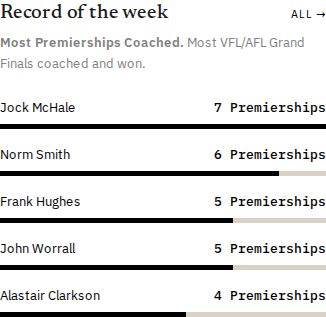 Record of the week ALL →
Most Premierships Coached. Most VFL/AFL Grand
Finals coached and won.
Jock McHale 7 Premierships
Norm Smith 6 Premierships
Frank Hughes 5 Premierships
John Worrall 5 Premierships
Alastair Clarkson 4 Premierships